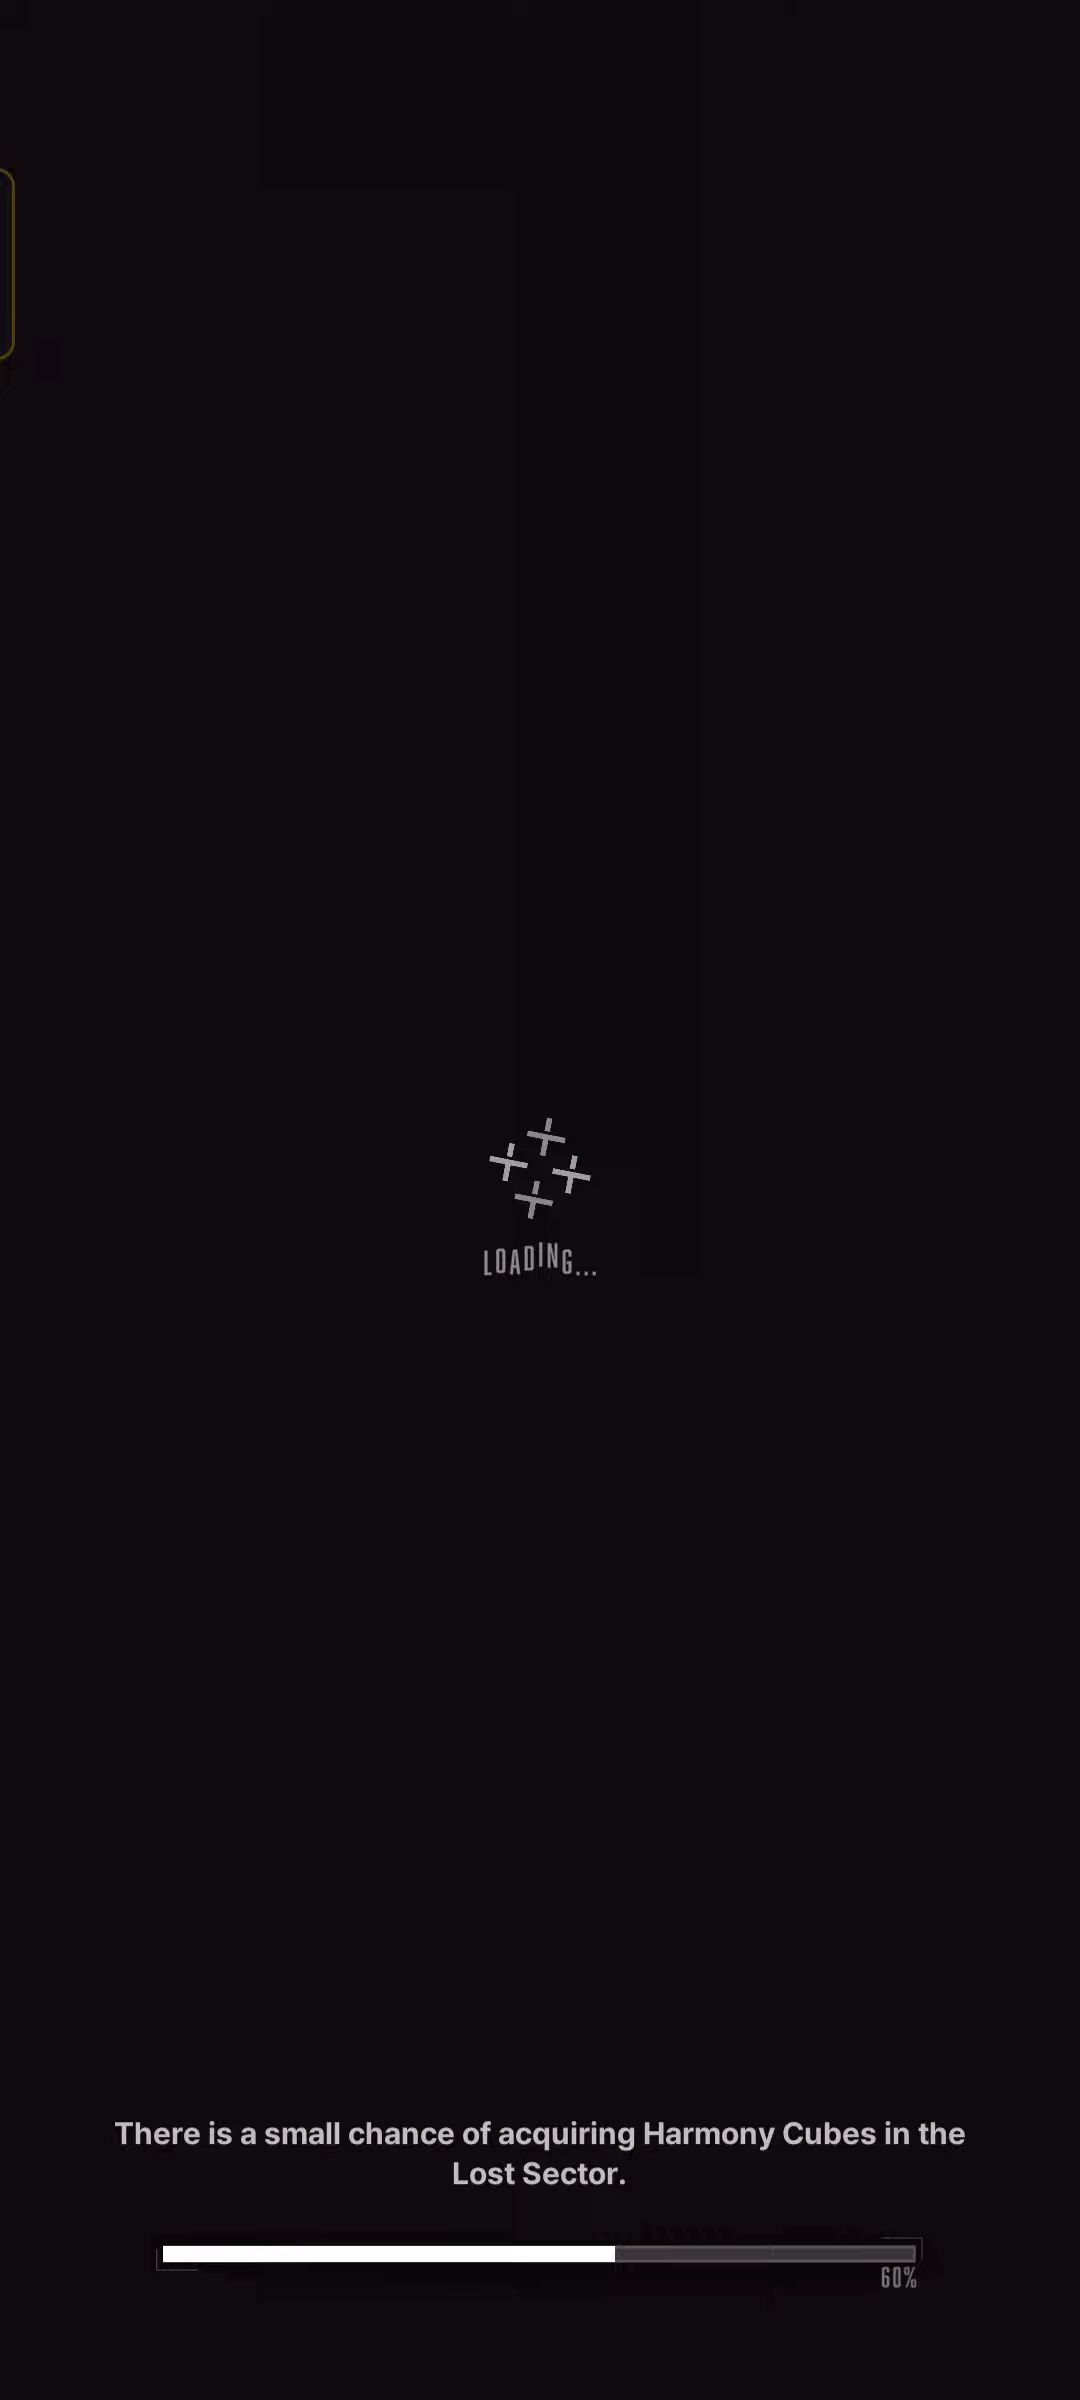 LOADING...
There is a small chance of acquiring Harmony Cubes in the
Lost Sector.
60%